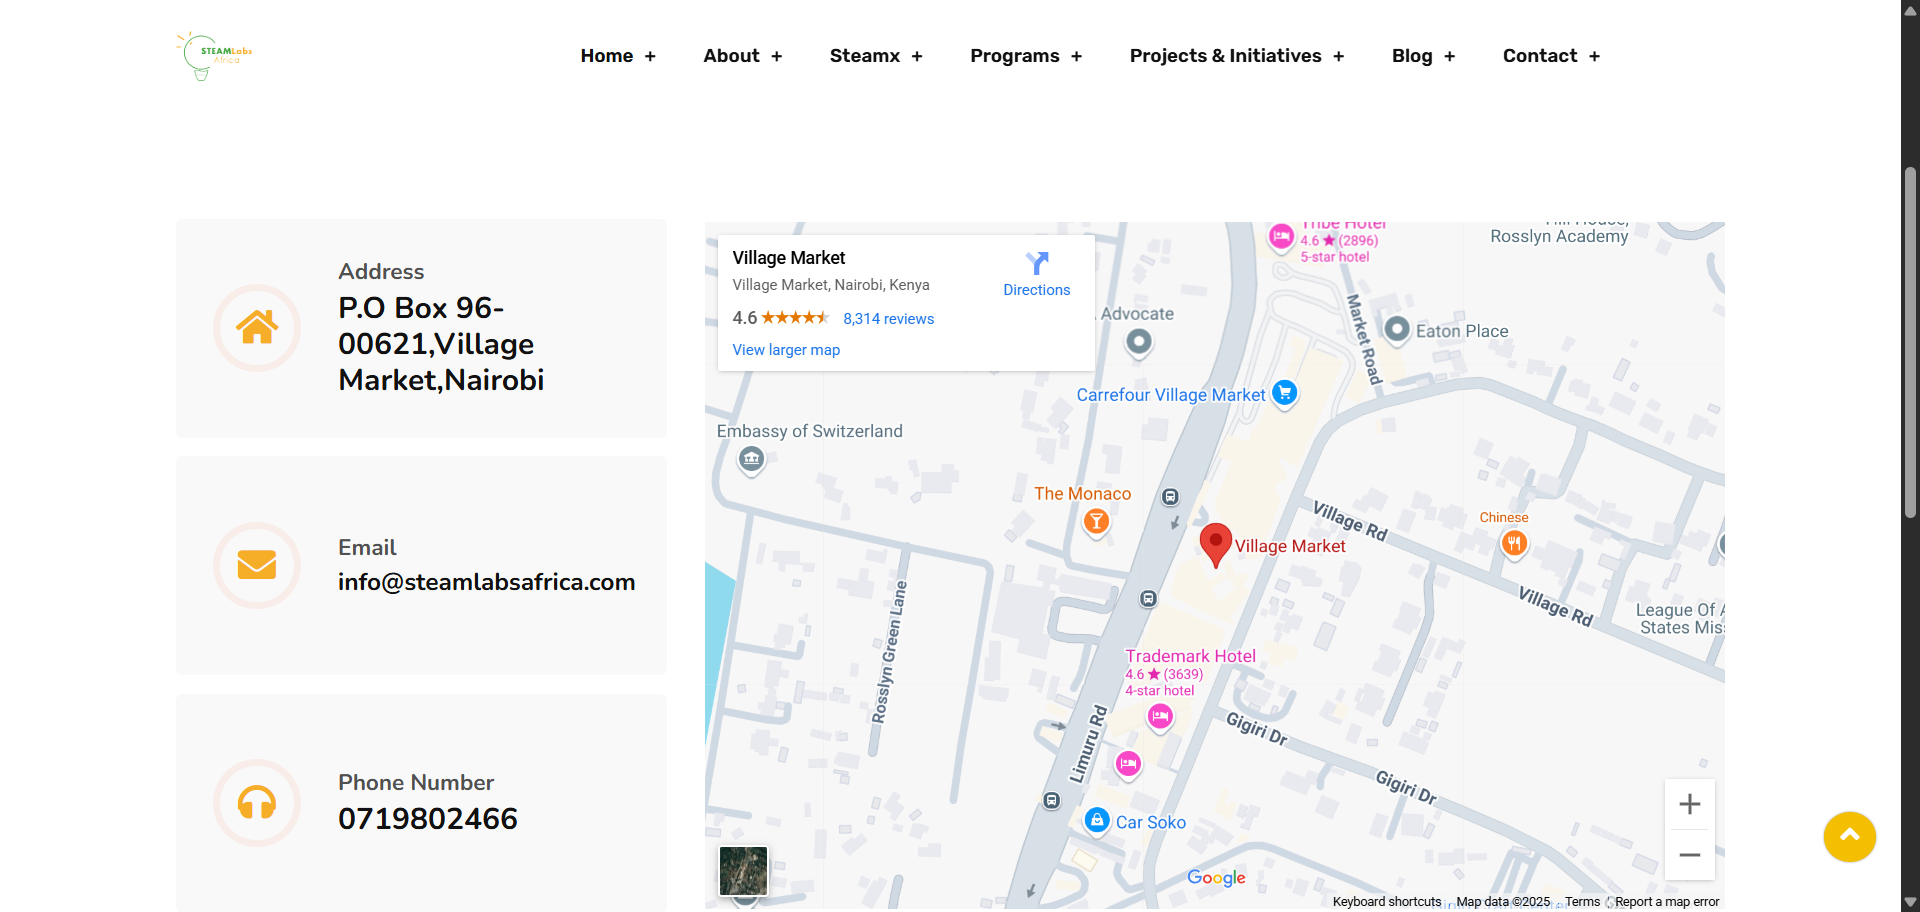 STEAMLabs
Africa
Home +
About +
Steamx +
Programs +
Projects & Initiatives +
Blog +
Contact +
Address
P.O Box 96-
00621,Village
Market,Nairobi
Email
info@steamlabsafrica.com
Phone Number
0719802466
Village Market
Village Market, Nairobi, Kenya
4.6
8,314 reviews
View larger map
Directions
Tribe Hotel
4.6 ★ (2896)
5-star hotel
Rosslyn Academy
Advocate
Market Road
Eaton Place
Carrefour Village Market
Embassy of Switzerland
The Monaco
Village Rd
Chinese
Village Market
Rosslyn Green Lane
Village Rd
League Of
States
Trademark Hotel
4.6 ★ (3639)
4-star hotel
Limuru Rd
Gigiri Dr
Gigiri Dr
Car Soko
Google
Keyboard shortcuts
Map data ©2025
Terms
Report a map error